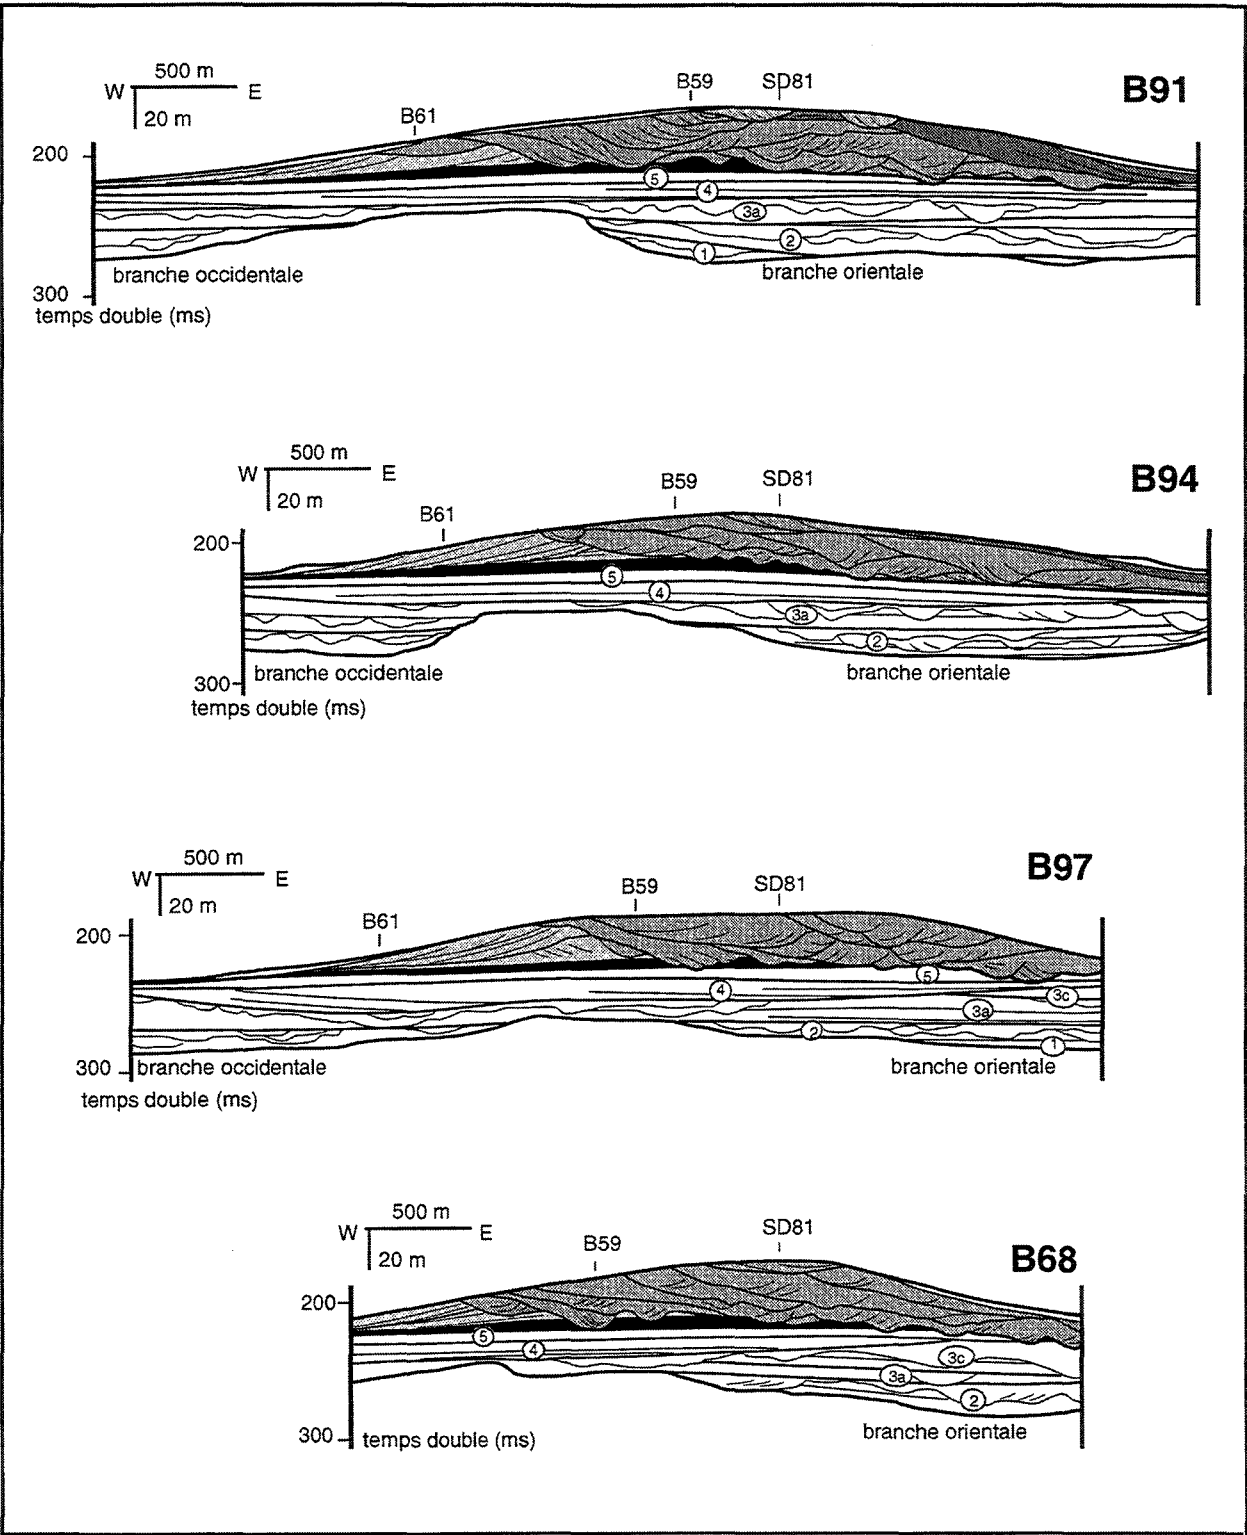 B91
500 m
W E
20 m
B61
B59
SD81
200
5
4
3a
2
1
branche occidentale
branche orientale
300
temps double (ms)
B94
500 m
W E
20 m
B61
B59
SD81
200
5
4
3a
2
branche occidentale
branche orientale
300
temps double (ms)
B97
500 m
W E
20 m
B61
B59
SD81
200
5
4
3c
3a
2
1
300
branche occidentale
branche orientale
temps double (ms)
B68
500 m
W E
20 m
B59
SD81
200
5
4
3c
3a
2
branche orientale
300
temps double (ms)